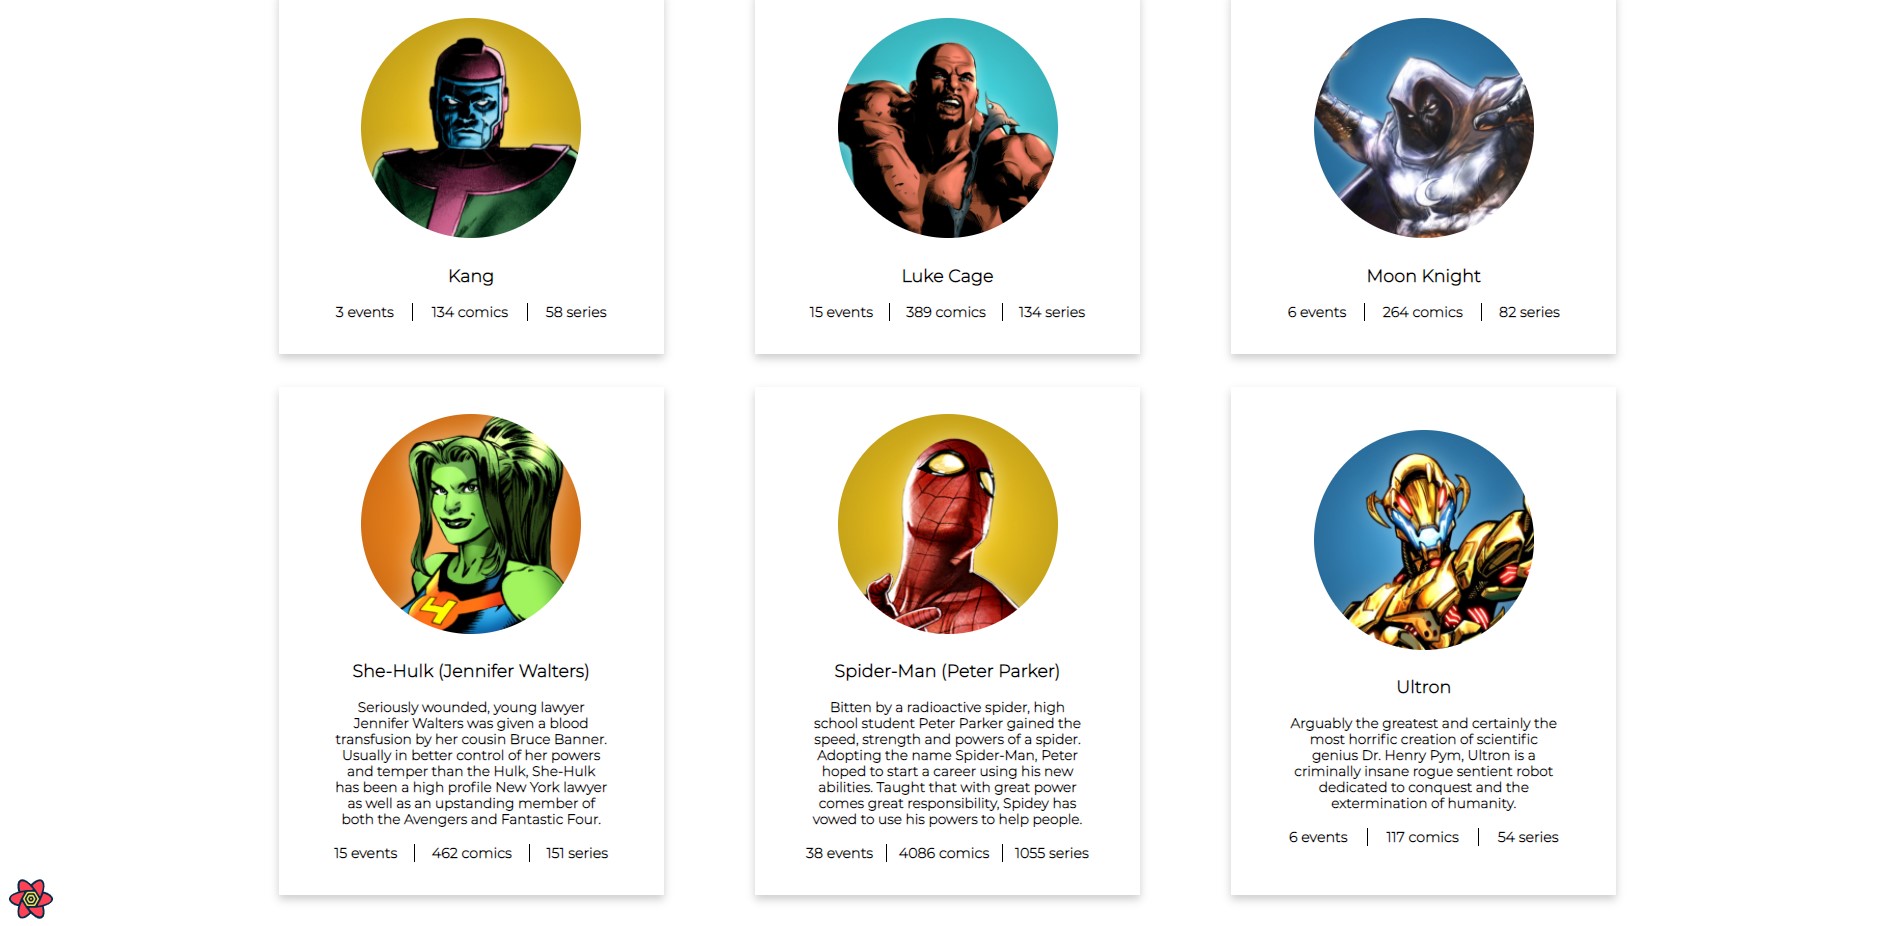 Kang
3 events 134 comics 58 series
Luke Cage
15 events 389 comics 134 series
Moon Knight
6 events 264 comics 82 series
4
She-Hulk (Jennifer Walters)
Seriously wounded, young lawyer
Jennifer Walters was given a blood
transfusion by her cousin Bruce Banner.
Usually in better control of her powers
and temper than the Hulk, She-Hulk
has been a high profile New York lawyer
as well as an upstanding member of
both the Avengers and Fantastic Four.
15 events 462 comics 151 series
Spider-Man (Peter Parker)
Bitten by a radioactive spider, high
school student Peter Parker gained the
speed, strength and powers of a spider.
Adopting the name Spider-Man, Peter
hoped to start a career using his new
abilities. Taught that with great power
comes great responsibility, Spidey has
vowed to use his powers to help people.
38 events 4086 comics 1055 series
Ultron
Arguably the greatest and certainly the
most horrific creation of scientific
genius Dr. Henry Pym, Ultron is a
criminally insane rogue sentient robot
dedicated to conquest and the
extermination of humanity.
6 events 117 comics 54 series